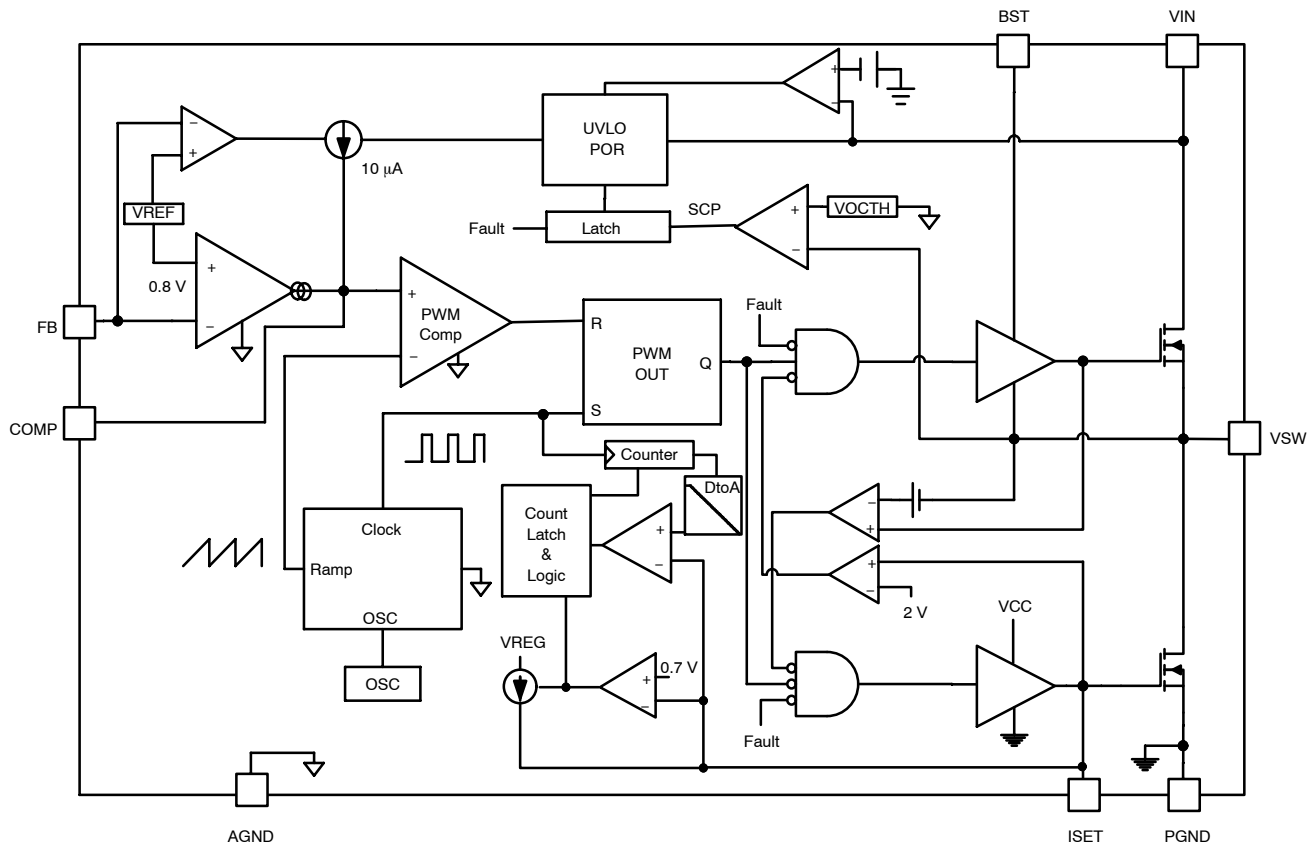 BST
VIN
UVLO
POR
10 μA
VREF
SCP
VOCTH
Fault
Latch
+
−
0.8 V
FB
PWM
Comp
Fault
R
PWM
OUT
Q
S
COMP
VSW
Counter
DtoA
Count
Latch
&
Logic
Clock
Ramp
OSC
2 V
VCC
VREG
0.7 V
OSC
Fault
AGND
ISET
PGND